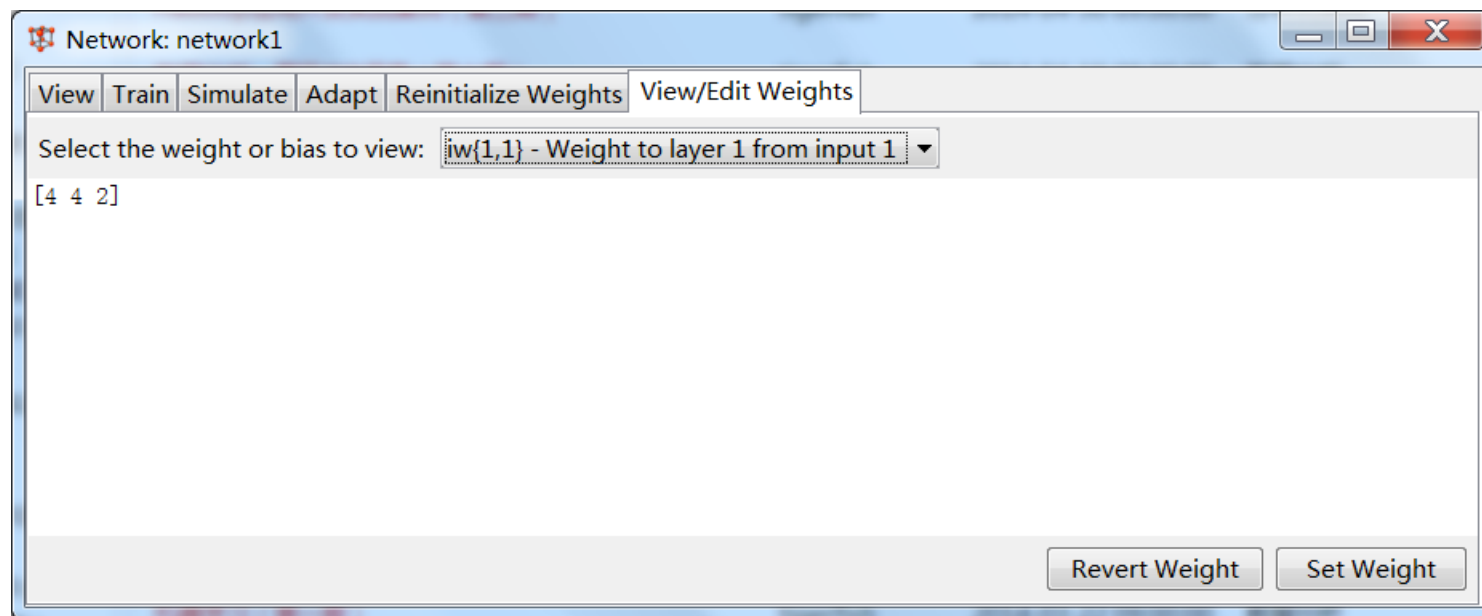 Network: network1
View Train Simulate Adapt Reinitialize Weights View/Edit Weights
Select the weight or bias to view: iw{1,1} - Weight to layer 1 from input 1
[4 4 2]
Revert Weight Set Weight